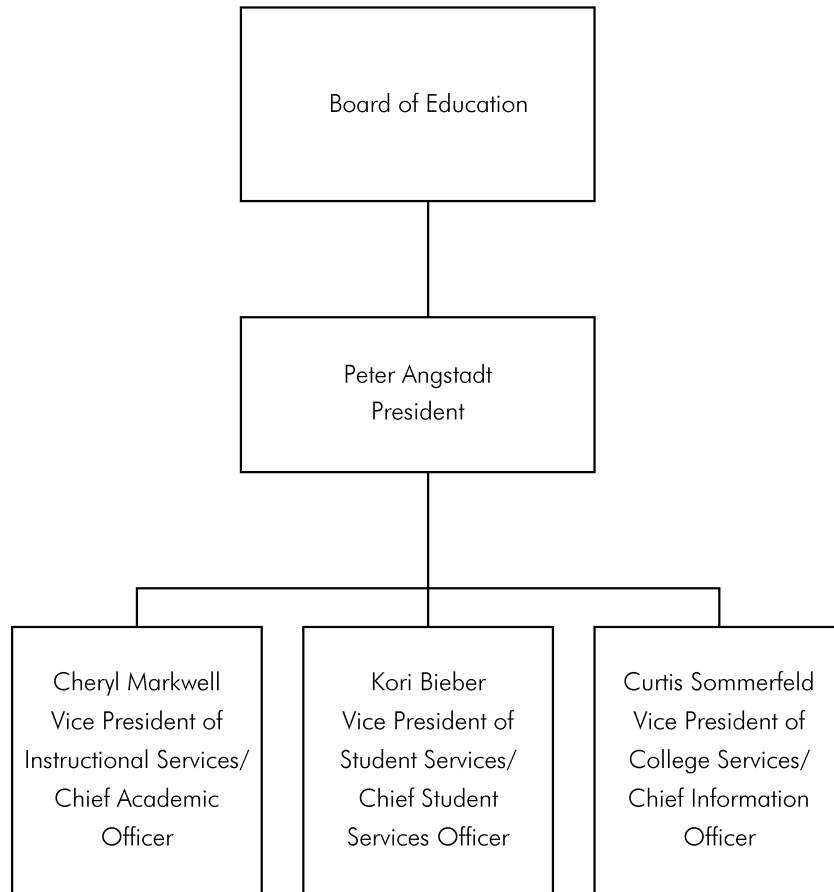 Board of Education
Peter Angstadt
President
Cheryl Markwell
Vice President of
Instructional Services/
Chief Academic
Officer
Kori Bieber
Vice President of
Student Services/
Chief Student
Services Officer
Curtis Sommerfeld
Vice President of
College Services/
Chief Information
Officer